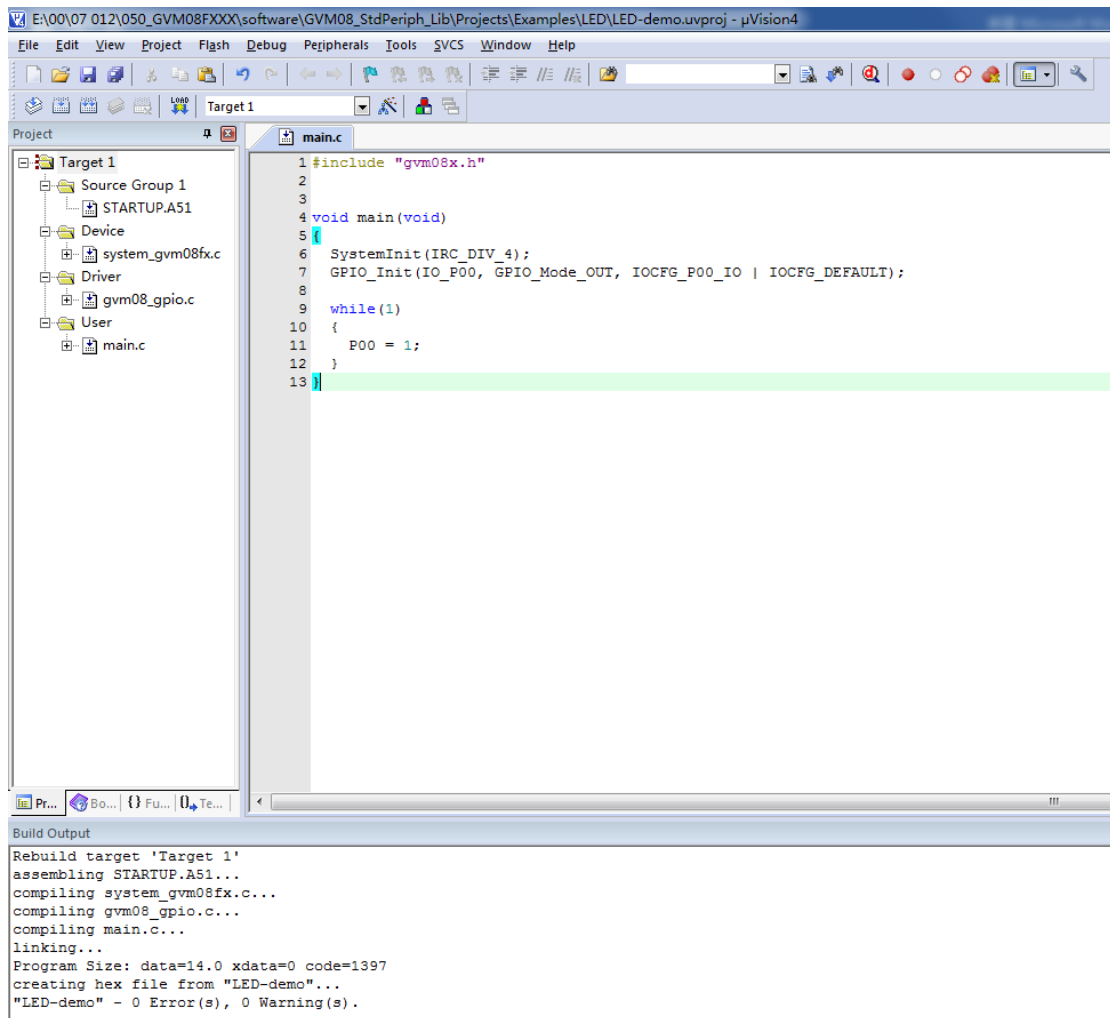 E:\00\07 012\050_GVM08FXXX\software\GVM08_StdPeriph_Lib\Projects\Examples\LED\LED-demo.uvproj - µVision4
File Edit View Project Flash Debug Peripherals Tools SVCS Window Help
LOAD
Target 1
Project
main.c
Target 1
Source Group 1
STARTUP.A51
Device
system_gvm08fx.c
Driver
gvm08_gpio.c
User
main.c
1 #include "gvm08x.h"
2
3
4 void main(void)
5 {
6 SystemInit(IRC_DIV_4);
7 GPIO_Init(IO_P00, GPIO_Mode_OUT, IOCFG_P00_IO | IOCFG_DEFAULT);
8
9 while(1)
10 {
11 P00 = 1;
12 }
13 }
Pr... Bo... {} Fu... 0 Te...
Build Output
Rebuild target 'Target 1'
assembling STARTUP.A51...
compiling system_gvm08fx.c...
compiling gvm08_gpio.c...
compiling main.c...
linking...
Program Size: data=14.0 xdata=0 code=1397
creating hex file from "LED-demo"...
"LED-demo" - 0 Error(s), 0 Warning(s).